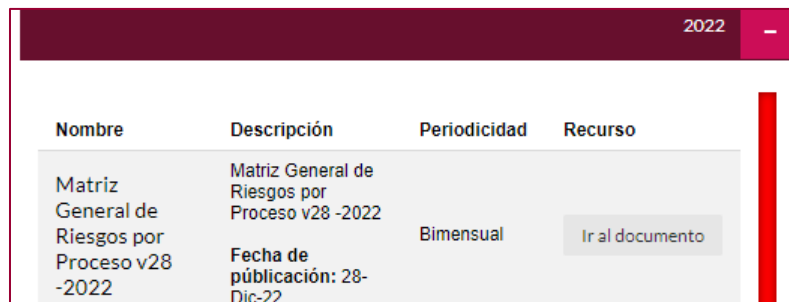 2022
–
Nombre
Descripción
Periodicidad
Recurso
Matriz
General de
Riesgos por
Proceso v28
-2022
Matriz General de
Riesgos por
Proceso v28 -2022
Fecha de
públicación: 28-
Dic-22
Bimensual
Ir al documento